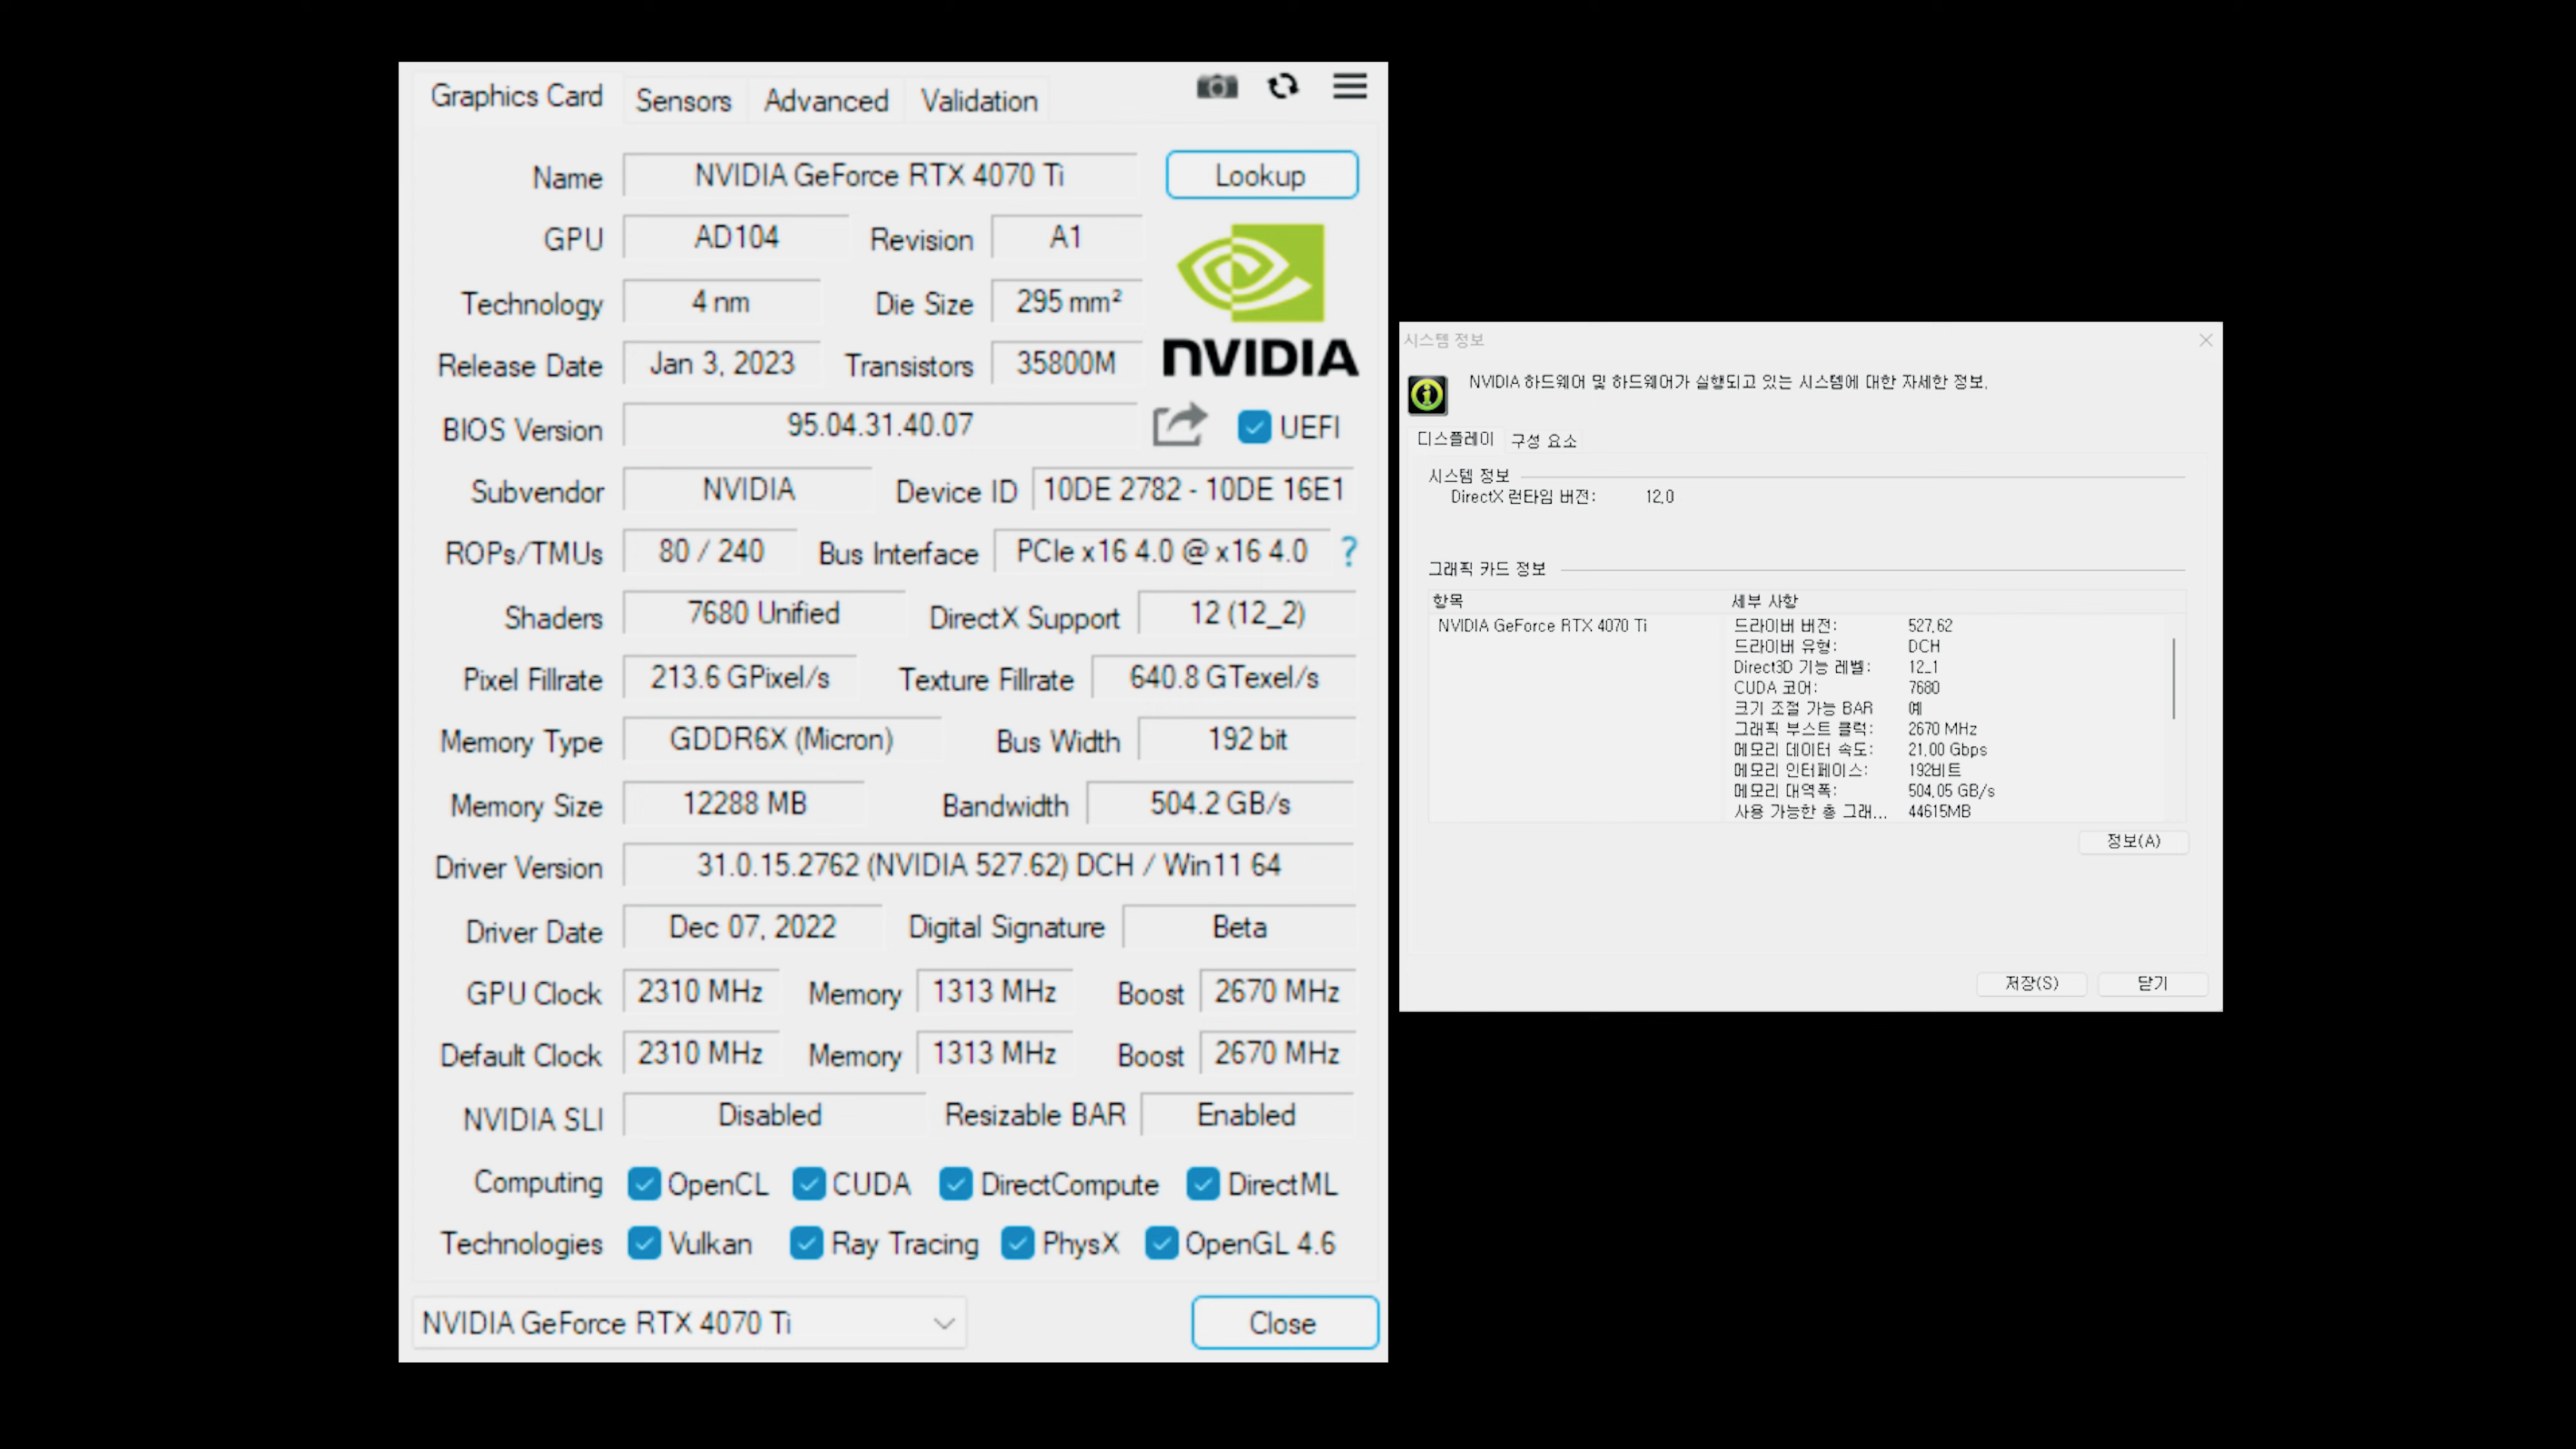 Graphics Card Sensors Advanced Validation
Name NVIDIA GeForce RTX 4070 Ti Lookup
GPU AD104 Revision A1
Technology 4 nm Die Size 295 mm²
Release Date Jan 3, 2023 Transistors 35800M
NVIDIA
BIOS Version 95.04.31.40.07 UEFI
Subvendor NVIDIA Device ID 10DE 2782 - 10DE 16E1
ROPs/TMUs 80 / 240 Bus Interface PCIe x16 4.0 @ x16 4.0 ?
Shaders 7680 Unified DirectX Support 12 (12_2)
Pixel Fillrate 213.6 GPixel/s Texture Fillrate 640.8 GTexel/s
Memory Type GDDR6X (Micron) Bus Width 192 bit
Memory Size 12288 MB Bandwidth 504.2 GB/s
Driver Version 31.0.15.2762 (NVIDIA 527.62) DCH / Win11 64
Driver Date Dec 07, 2022 Digital Signature Beta
GPU Clock 2310 MHz Memory 1313 MHz Boost 2670 MHz
Default Clock 2310 MHz Memory 1313 MHz Boost 2670 MHz
NVIDIA SLI Disabled Resizable BAR Enabled
Computing OpenCL CUDA DirectCompute DirectML
Technologies Vulkan Ray Tracing PhysX OpenGL 4.6
NVIDIA GeForce RTX 4070 Ti Close
시스템 정보
NVIDIA 하드웨어 및 하드웨어가 실행되고 있는 시스템에 대한 자세한 정보.
디스플레이 구성 요소
시스템 정보
DirectX 런타임 버전: 12.0
그래픽 카드 정보
항목 세부 사항
NVIDIA GeForce RTX 4070 Ti 드라이버 버전: 527.62
드라이버 유형: DCH
Direct3D 기능 레벨: 12_1
CUDA 코어: 7680
크기 조절 가능 BAR 예
그래픽 부스트 클럭: 2670 MHz
메모리 데이터 속도: 21.00 Gbps
메모리 인터페이스: 192비트
메모리 대역폭: 504.05 GB/s
사용 가능한 총 그래... 44615MB
정보(A)
저장(S) 닫기